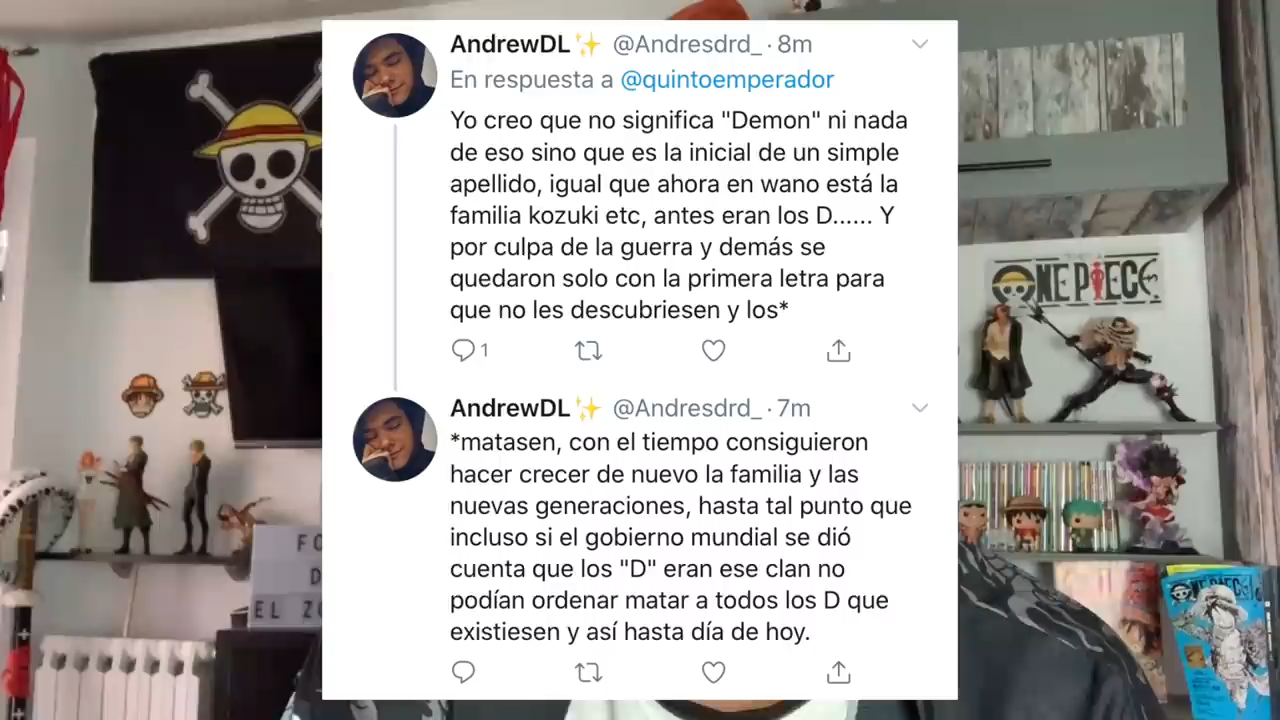 AndrewDL✨ @Andresdrd_ · 8m
En respuesta a @quintoemperador
Yo creo que no significa "Demon" ni nada
de eso sino que es la inicial de un simple
apellido, igual que ahora en wano está la
familia kozuki etc, antes eran los D...... Y
por culpa de la guerra y demás se
quedaron solo con la primera letra para
que no les descubriesen y los*
1
AndrewDL✨ @Andresdrd_ · 7m
*matasen, con el tiempo consiguieron
hacer crecer de nuevo la familia y las
nuevas generaciones, hasta tal punto que
incluso si el gobierno mundial se dió
cuenta que los "D" eran ese clan no
podían ordenar matar a todos los D que
existiesen y así hasta día de hoy.
ONE PIECE
FO
D
EL Z